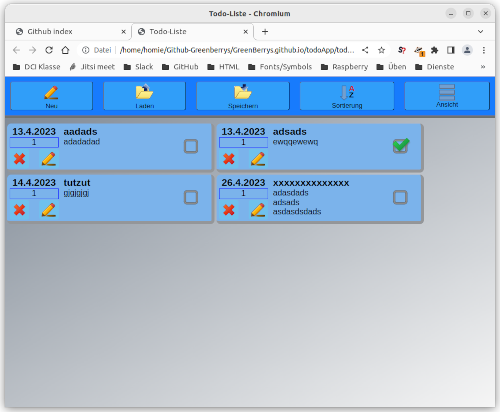 Todo-Liste - Chromium
Github Index
Todo-Liste
Datei
/home/homie/Github-Greenberrys/GreenBerrys.github.io/todoApp/tod...
DCI Klasse
Jitsi meet
Slack
GitHub
HTML
Fonts/Symbols
Raspberry
Üben
Dienste
»
Neu
Laden
Speichern
Sortierung
Ansicht
13.4.2023 aadads
1
adadadad
13.4.2023 adsads
1
ewqqewewq
14.4.2023 tutzut
1
gigigigi
26.4.2023 xxxxxxxxxxxxxx
1
adasdads
adsads
asdasdsdads